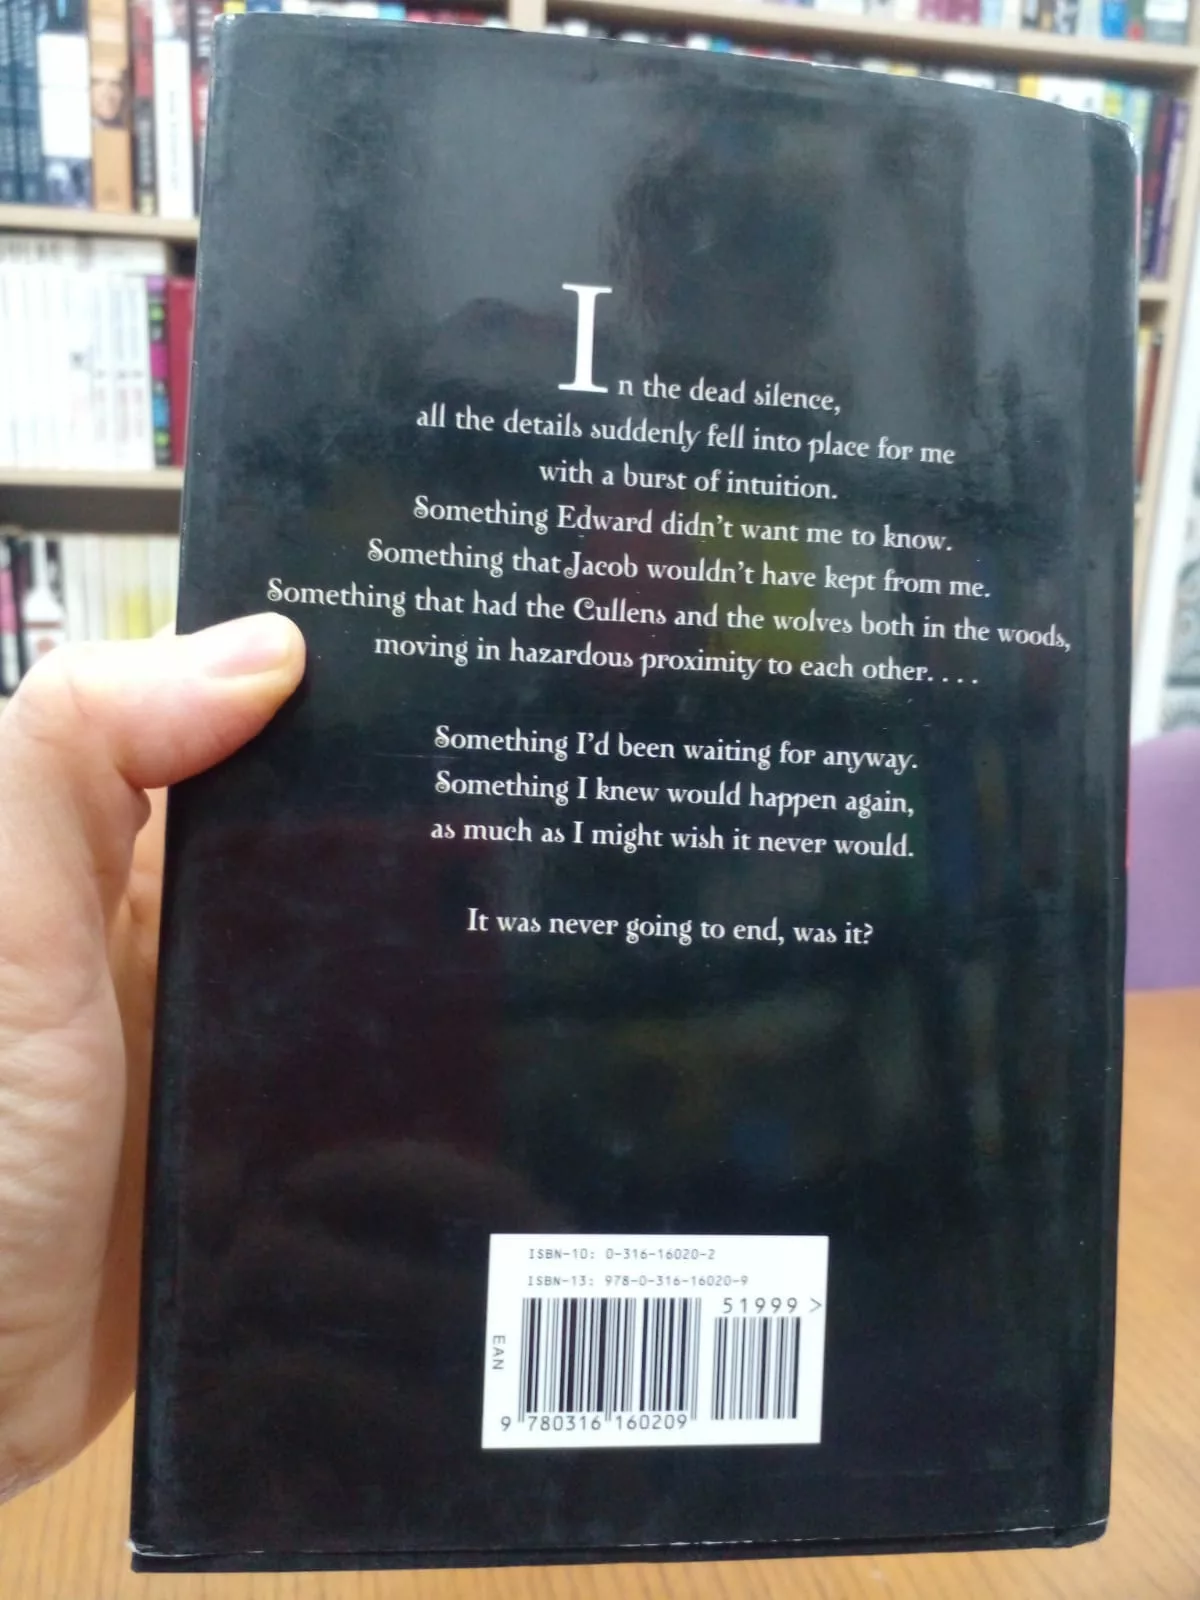 In the dead silence,
all the details suddenly fell into place for me
with a burst of intuition.
Something Edward didn't want me to know.
Something that Jacob wouldn't have kept from me.
Something that had the Cullens and the wolves both in the woods,
moving in hazardous proximity to each other. . . .
Something I'd been waiting for anyway.
Something I knew would happen again,
as much as I might wish it never would.
It was never going to end, was it?
ISBN-10: 0-316-16020-2
ISBN-13: 978-0-316-16020-9
51999 >
EAN
9 780316 160209